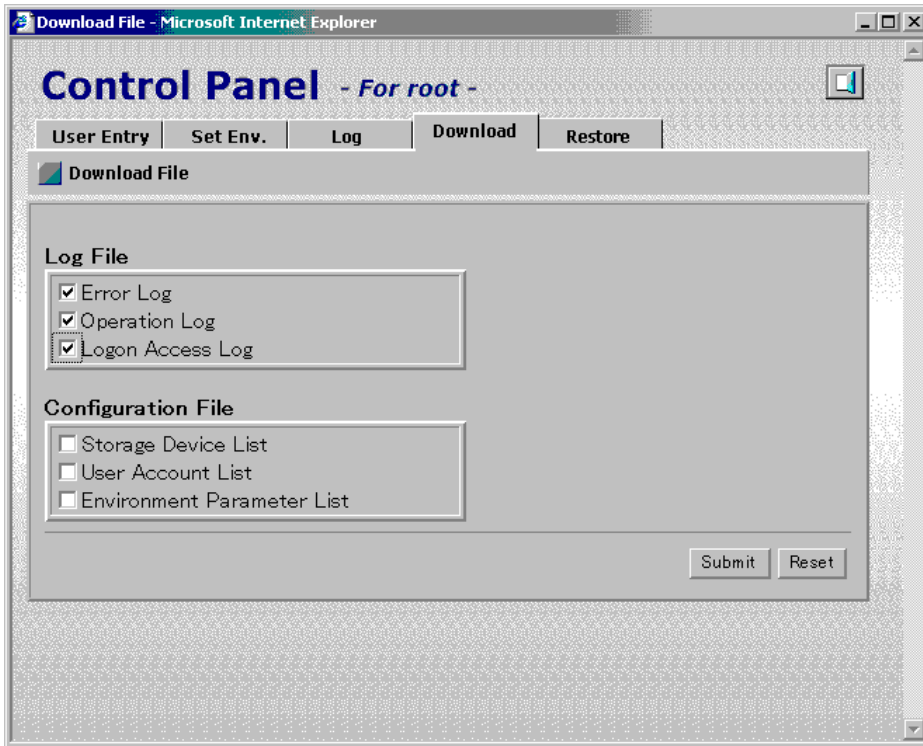 Download File - Microsoft Internet Explorer
Control Panel - For root -
User Entry Set Env. Log Download Restore
Download File
Log File
Error Log
Operation Log
Logon Access Log
Configuration File
Storage Device List
User Account List
Environment Parameter List
Submit Reset